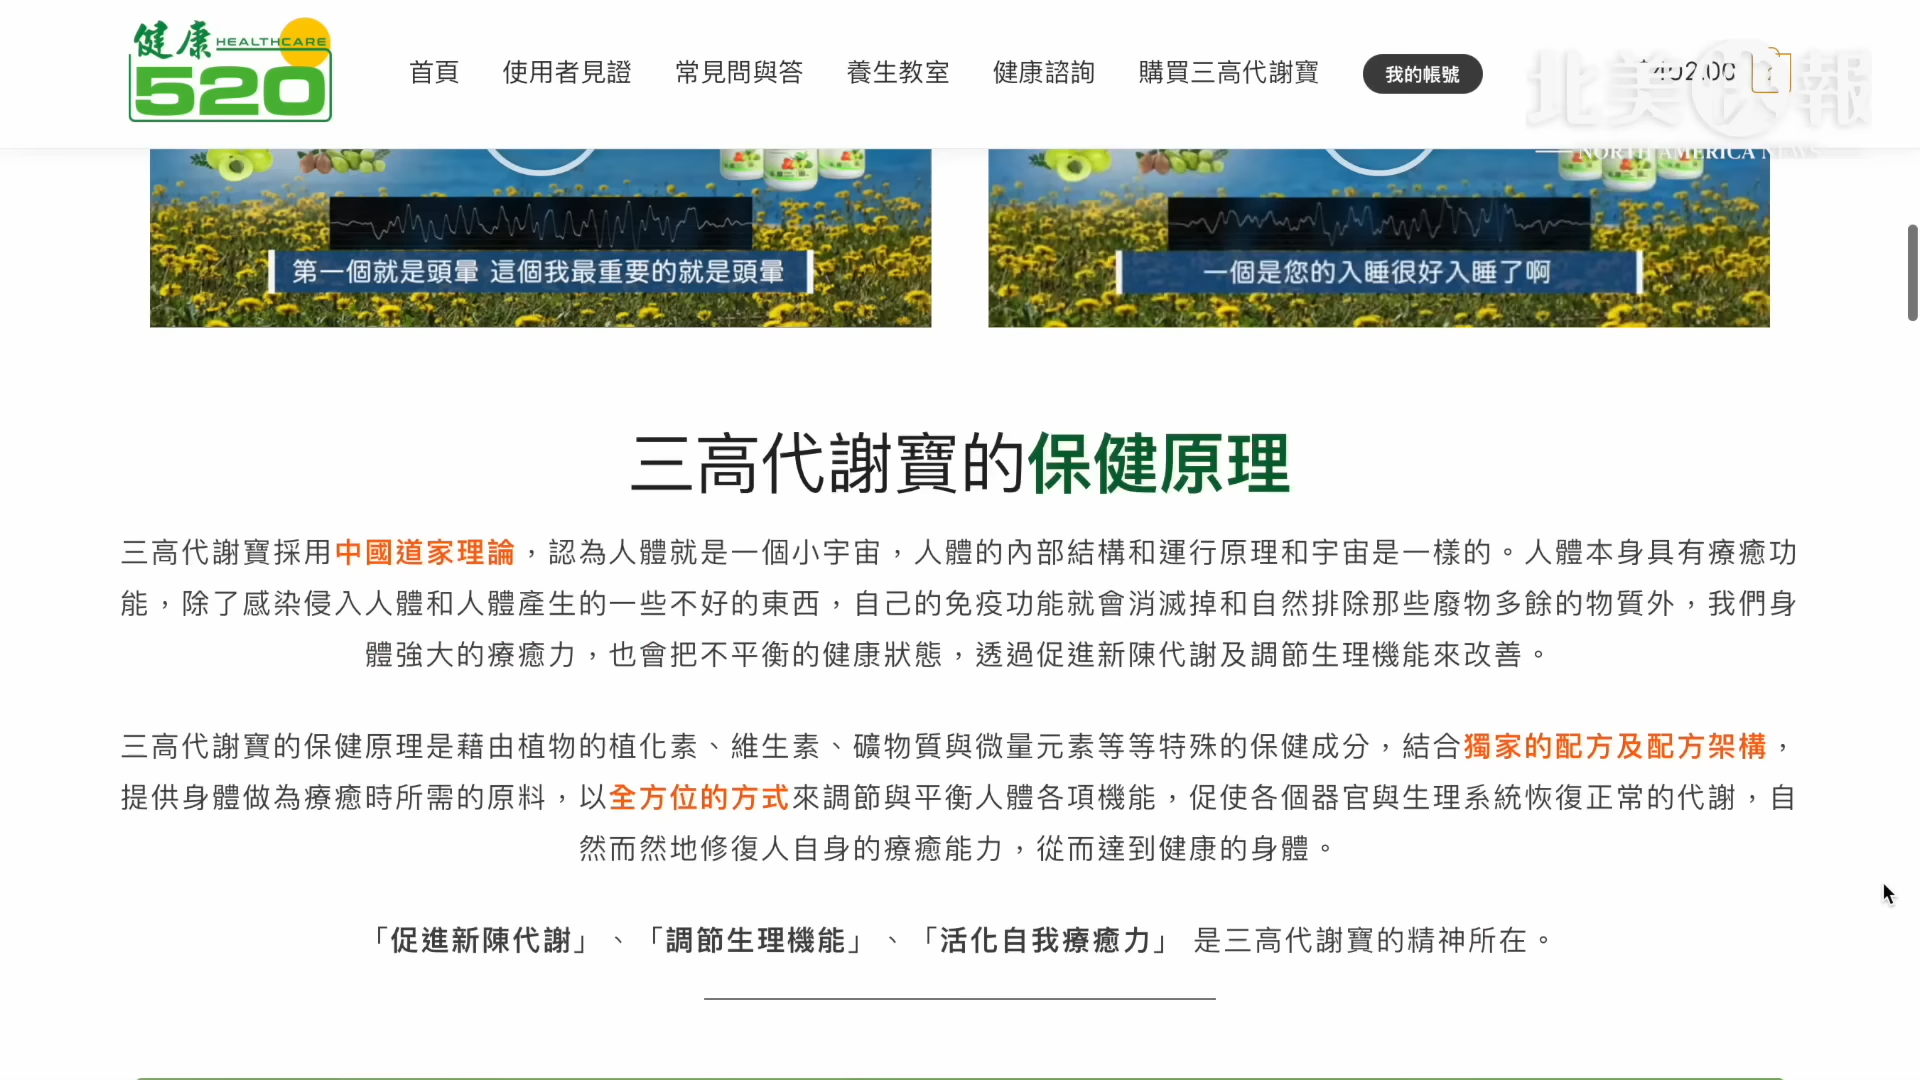 健康 HEALTHCARE
520
首頁 使用者見證 常見問與答 養生教室 健康諮詢 購買三高代謝寶 我的帳號
北美 報
NORTH AMERICA NEWS
第一個就是頭暈 這個我最重要的就是頭暈
一個是您的入睡很好入睡了啊
三高代謝寶的保健原理
三高代謝寶採用中國道家理論，認為人體就是一個小宇宙，人體的內部結構和運行原理和宇宙是一樣的。人體本身具有療癒功
能，除了感染侵入人體和人體產生的一些不好的東西，自己的免疫功能就會消滅掉和自然排除那些廢物多餘的物質外，我們身
體強大的療癒力，也會把不平衡的健康狀態，透過促進新陳代謝及調節生理機能來改善。
三高代謝寶的保健原理是藉由植物的植化素、維生素、礦物質與微量元素等等特殊的保健成分，結合獨家的配方及配方架構，
提供身體做為療癒時所需的原料，以全方位的方式來調節與平衡人體各項機能，促使各個器官與生理系統恢復正常的代謝，自
然而然地修復人自身的療癒能力，從而達到健康的身體。
「促進新陳代謝」、「調節生理機能」、「活化自我療癒力」 是三高代謝寶的精神所在。